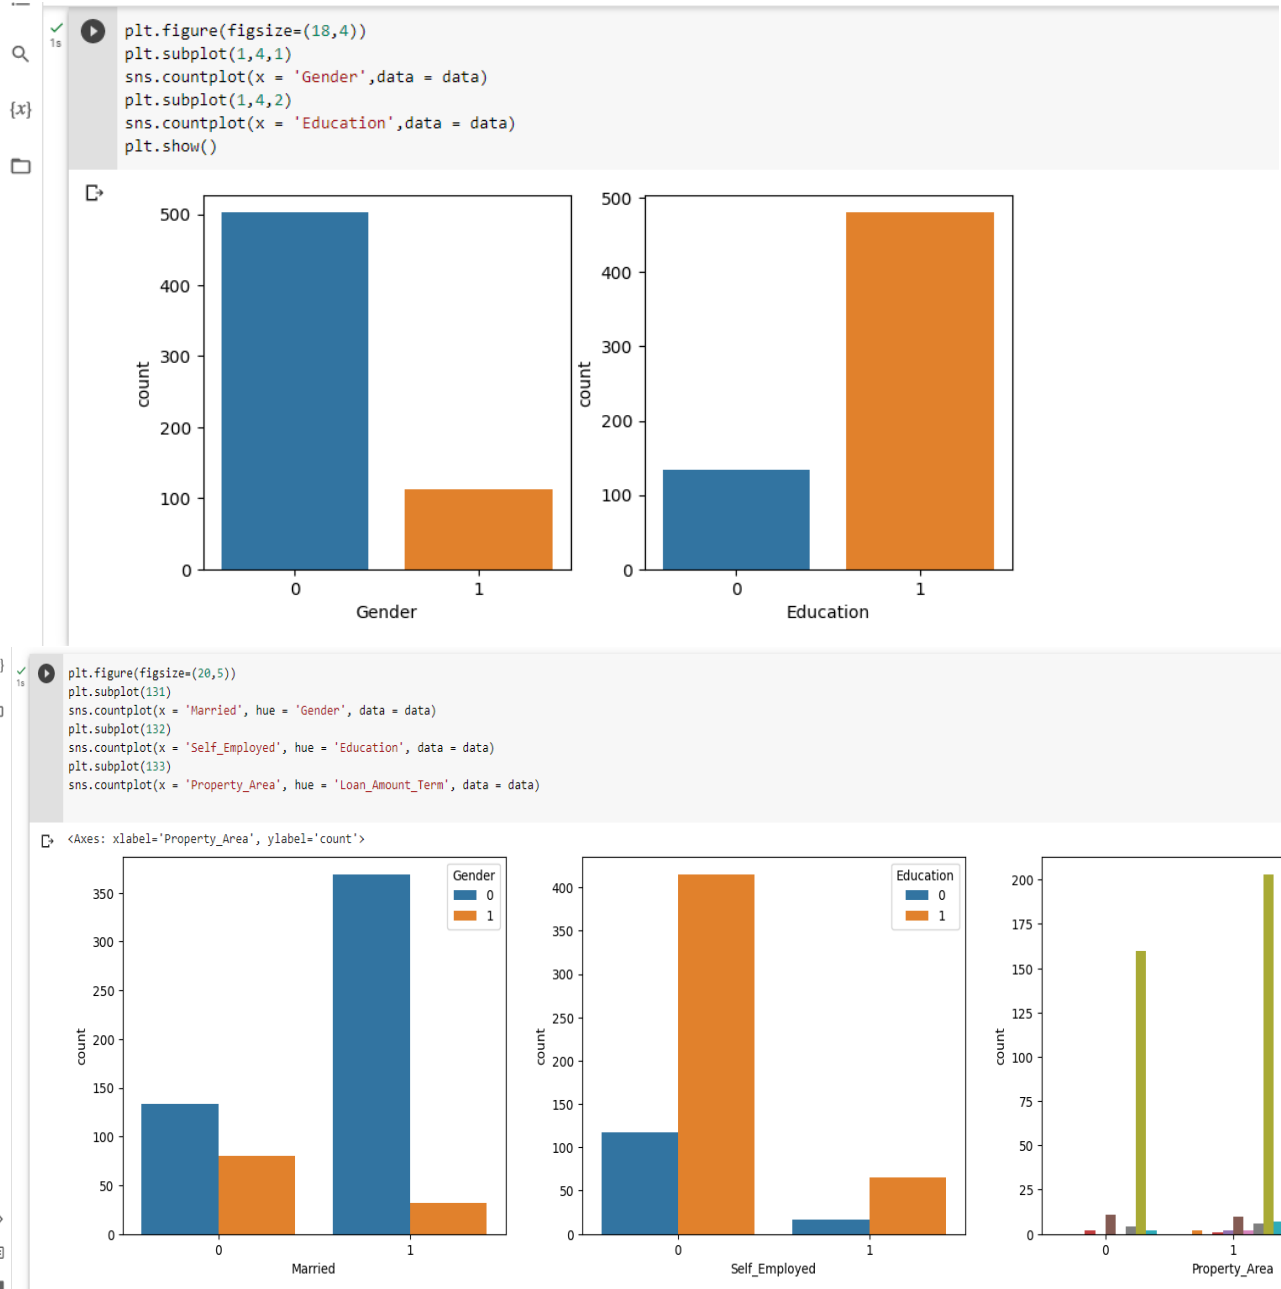 1s
plt.figure(figsize=(18,4))
plt.subplot(1,4,1)
sns.countplot(x = 'Gender',data = data)
plt.subplot(1,4,2)
sns.countplot(x = 'Education',data = data)
plt.show()
{x}
500
400
300
200
100
0
count
0 1
Gender
500
400
300
200
100
0
count
0 1
Education
1s
plt.figure(figsize=(20,5))
plt.subplot(131)
sns.countplot(x = 'Married', hue = 'Gender', data = data)
plt.subplot(132)
sns.countplot(x = 'Self_Employed', hue = 'Education', data = data)
plt.subplot(133)
sns.countplot(x = 'Property_Area', hue = 'Loan_Amount_Term', data = data)
<Axes: xlabel='Property_Area', ylabel='count'>
350
300
250
200
150
100
50
0
count
Gender
0
1
0 1
Married
400
350
300
250
200
150
100
50
0
count
Education
0
1
0 1
Self_Employed
200
175
150
125
100
75
50
25
0
count
0 1
Property_Area